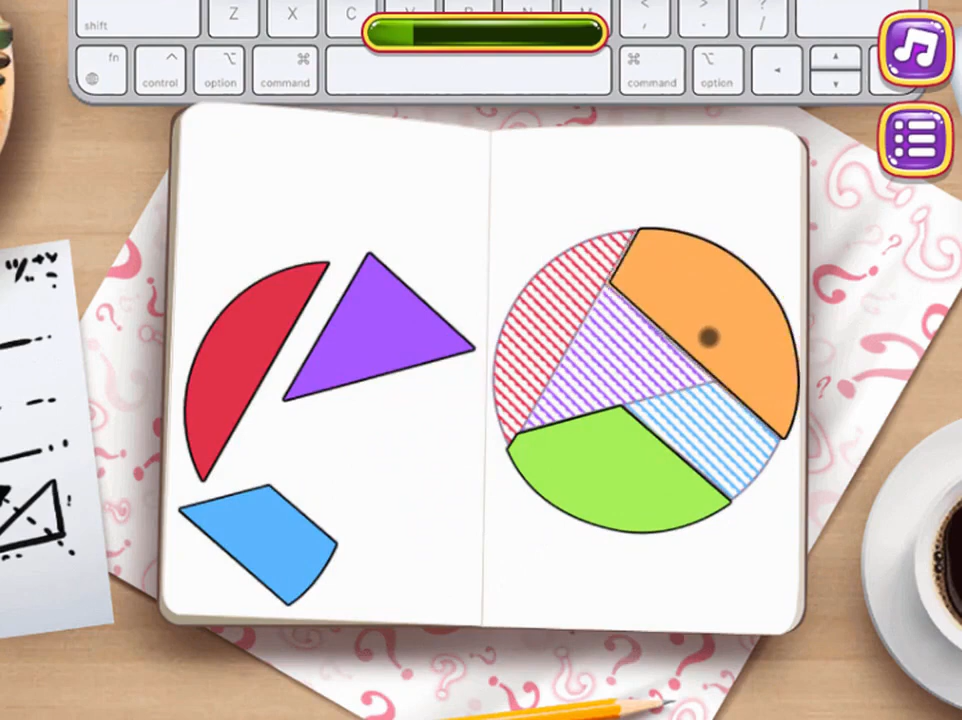 shift Z X C V B N M < , > . ? /
fn control option command command option